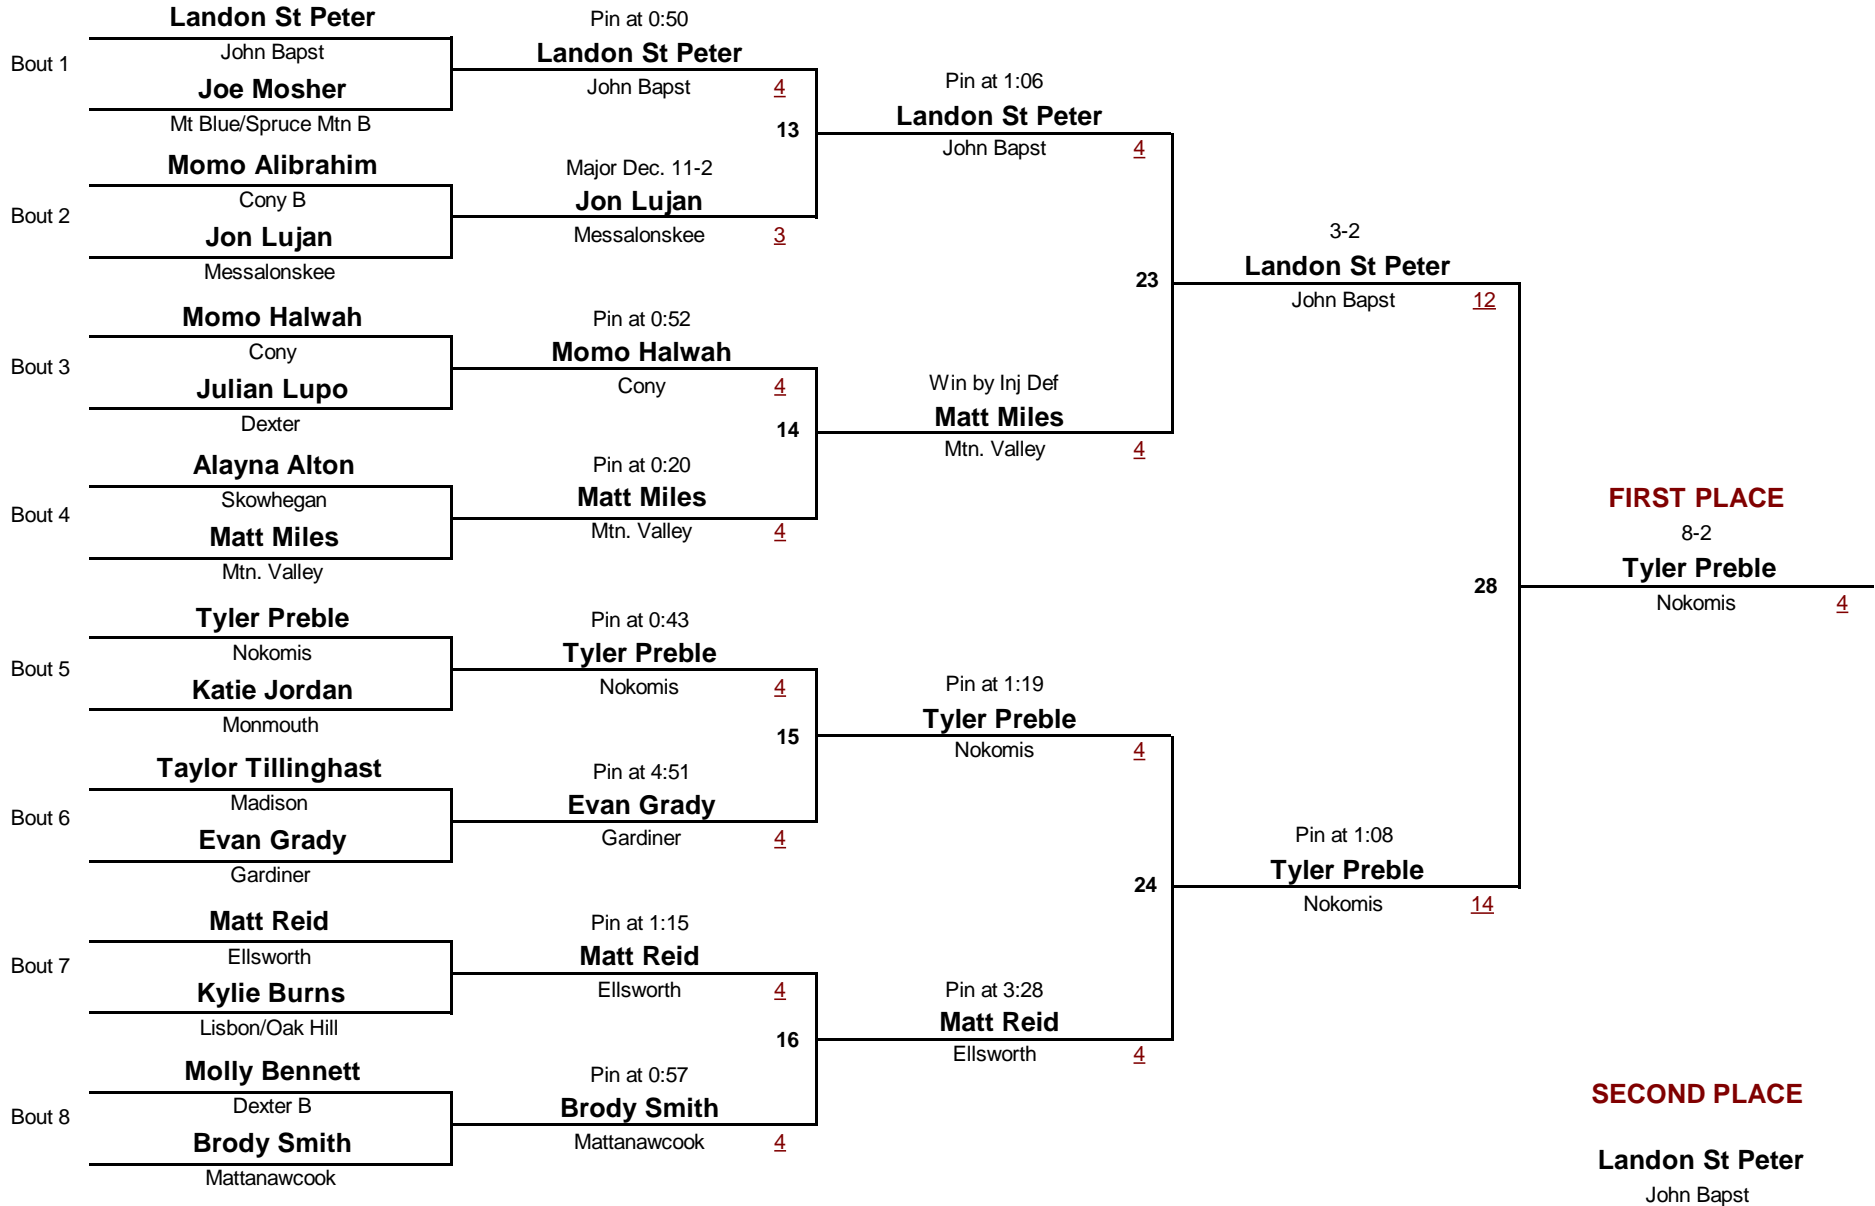 Bout 1
Landon St Peter
John Bapst
Joe Mosher
Mt Blue/Spruce Mtn B
Bout 2
Momo Alibrahim
Cony B
Jon Lujan
Messalonskee
Bout 3
Momo Halwah
Cony
Julian Lupo
Dexter
Bout 4
Alayna Alton
Skowhegan
Matt Miles
Mtn. Valley
Bout 5
Tyler Preble
Nokomis
Katie Jordan
Monmouth
Bout 6
Taylor Tillinghast
Madison
Evan Grady
Gardiner
Bout 7
Matt Reid
Ellsworth
Kylie Burns
Lisbon/Oak Hill
Bout 8
Molly Bennett
Dexter B
Brody Smith
Mattanawcook
Pin at 0:50
Landon St Peter
John Bapst 4
13
Major Dec. 11-2
Jon Lujan
Messalonskee 3
Pin at 0:52
Momo Halwah
Cony 4
14
Pin at 0:20
Matt Miles
Mtn. Valley 4
Pin at 0:43
Tyler Preble
Nokomis 4
15
Pin at 4:51
Evan Grady
Gardiner 4
Pin at 1:15
Matt Reid
Ellsworth 4
16
Pin at 0:57
Brody Smith
Mattanawcook 4
Pin at 1:06
Landon St Peter
John Bapst 4
23
Win by Inj Def
Matt Miles
Mtn. Valley 4
Pin at 1:19
Tyler Preble
Nokomis 4
24
Pin at 3:28
Matt Reid
Ellsworth 4
3-2
Landon St Peter
John Bapst 12
28
Pin at 1:08
Tyler Preble
Nokomis 14
FIRST PLACE
8-2
Tyler Preble
Nokomis 4
SECOND PLACE
Landon St Peter
John Bapst